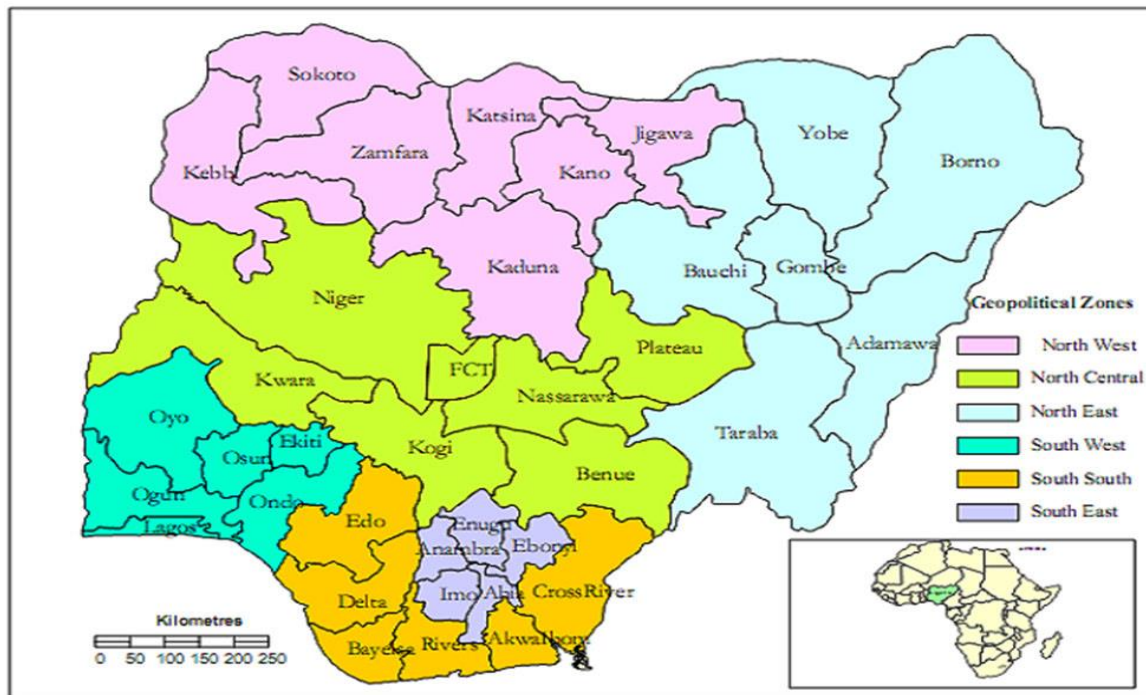 Sokoto
Katsina
Jigawa
Yobe
Borno
Zamfara
Kano
Kebb
Kaduna
Bauchi
Gombe
Niger
Geopolitical Zones
North West
North Central
North East
South West
South South
South East
Adamawa
Plateau
FCT
Kwara
Nassarawa
Taraba
Oyo
Ekiti
Osun
Kogi
Benue
Ogun
Ondo
Lagos
Edo
Enugu
Anambra
Ebonyi
Imo
Abia
CrossRiver
Delta
Bayelsa
Rivers
AkwaIbom
Kilometres
0 50 100 150 200 250